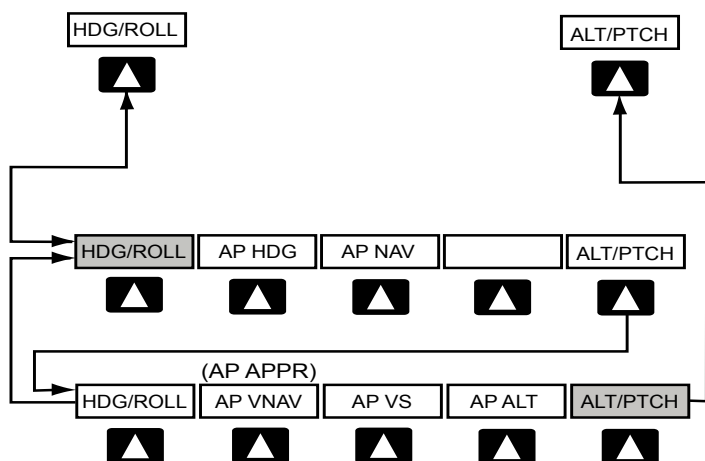 HDG/ROLL ALT/PTCH
HDG/ROLL AP HDG AP NAV ALT/PTCH
(AP APPR)
HDG/ROLL AP VNAV AP VS AP ALT ALT/PTCH